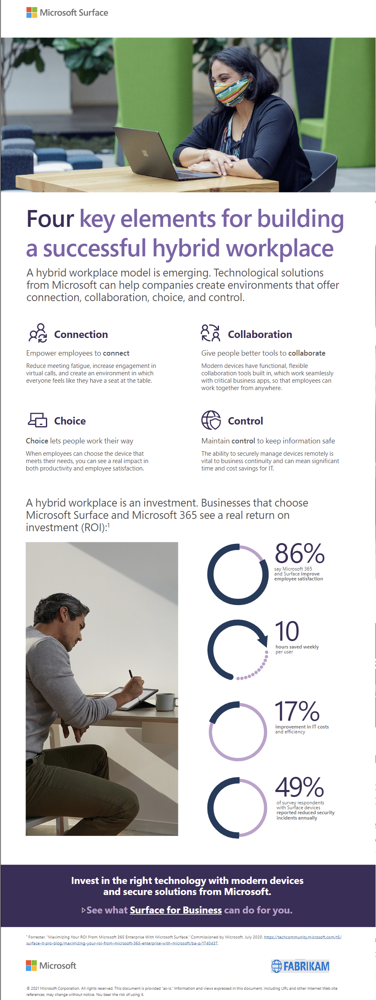 Microsoft Surface
Four key elements for building
a successful hybrid workplace
A hybrid workplace model is emerging. Technological solutions
from Microsoft can help companies create environments that offer
connection, collaboration, choice, and control.
Connection
Empower employees to connect
Reduce meeting fatigue, increase engagement in
virtual calls, and create an environment in which
everyone feels like they have a seat at the table.
Collaboration
Give people better tools to collaborate
Modern devices have functional, flexible
collaboration tools built in, which work seamlessly
with critical business apps, so that employees can
work together from anywhere.
Choice
Choice lets people work their way
When employees can choose the device that
meets their needs, you can see a real impact in
both productivity and employee satisfaction.
Control
Maintain control to keep information safe
The ability to securely manage devices remotely is
vital to business continuity and can mean significant
time and cost savings for IT.
A hybrid workplace is an investment. Businesses that choose
Microsoft Surface and Microsoft 365 see a real return on
investment (ROI):¹
86%
say Microsoft 365
and Surface improve
employee satisfaction
10
hours saved weekly
per user
17%
improvement in IT costs
and efficiency
49%
of survey respondents
with Surface devices
reported reduced security
incidents annually
Invest in the right technology with modern devices
and secure solutions from Microsoft.
See what Surface for Business can do for you.
¹ Forrester. "Maximizing Your ROI From Microsoft 365 Enterprise With Microsoft Surface." Commissioned by Microsoft. July 2020. https://techcommunity.microsoft.com/t5/
surface-it-pro-blog/maximizing-your-roi-from-microsoft-365-enterprise-with-microsoft/ba-p/1740437.
Microsoft
FABRIKAM
© 2021 Microsoft Corporation. All rights reserved. This document is provided "as-is." Information and views expressed in this document, including URL and other Internet Web site
references, may change without notice. You bear the risk of using it.